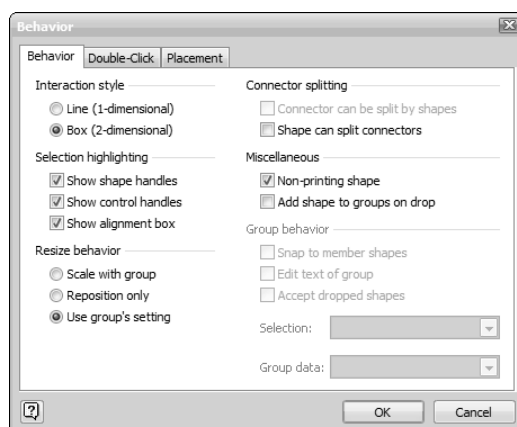 Behavior
Behavior Double-Click Placement
Interaction style
Line (1-dimensional)
Box (2-dimensional)
Selection highlighting
Show shape handles
Show control handles
Show alignment box
Resize behavior
Scale with group
Reposition only
Use group's setting
Connector splitting
Connector can be split by shapes
Shape can split connectors
Miscellaneous
Non-printing shape
Add shape to groups on drop
Group behavior
Snap to member shapes
Edit text of group
Accept dropped shapes
Selection:
Group data:
?
OK Cancel